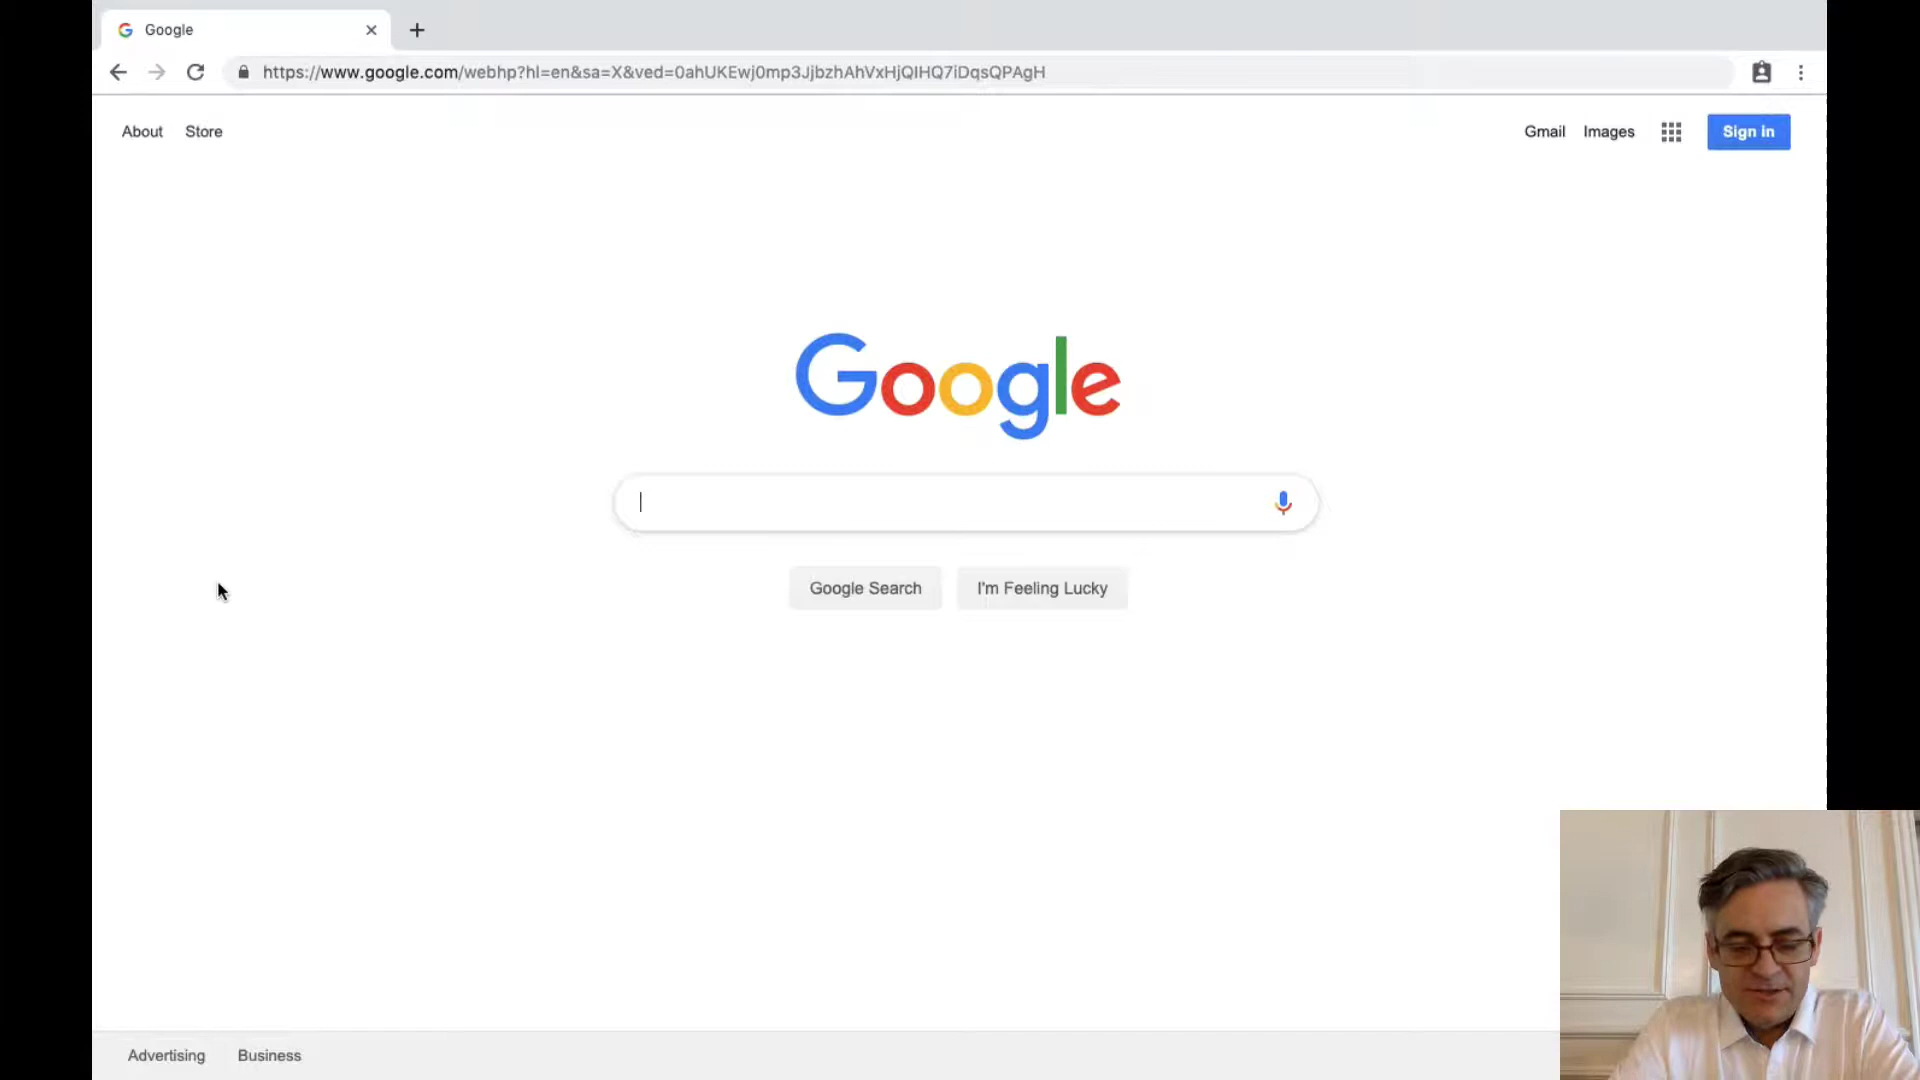 Google
https://www.google.com/webhp?hl=en&sa=X&ved=0ahUKEwj0mp3JjbzhAhVxHjQIHQ7iDqsQPAgH
About Store Gmail Images Sign in
Google
Google Search I'm Feeling Lucky
Advertising Business